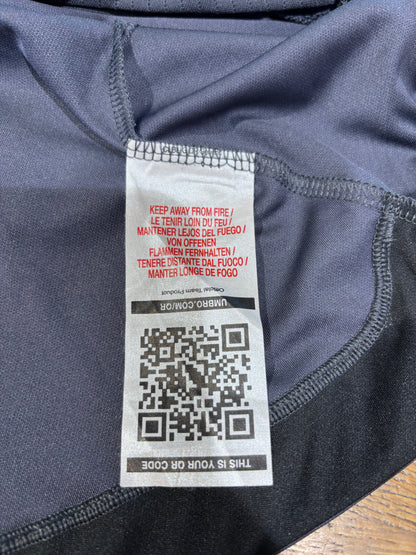 KEEP AWAY FROM FIRE /
LE TENIR LOIN DU FEU /
MANTENER LEJOS DEL FUEGO /
VON OFFENEN
FLAMMEN FERNHALTEN /
TENERE DISTANTE DAL FUOCO /
MANTER LONGE DE FOGO
Official Team Product
UMBRO.COM/QR
THIS IS YOUR QR CODE